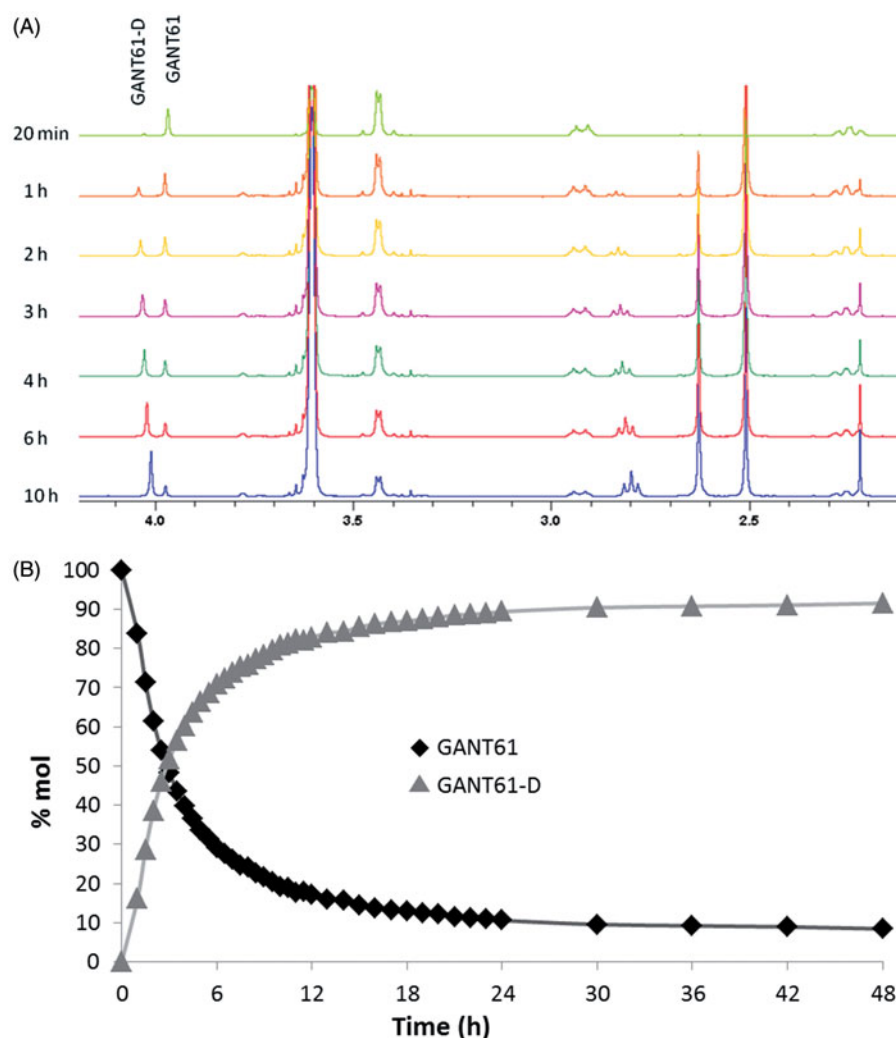 (A)
GANT61-D
GANT61
20 min
1 h
2 h
3 h
4 h
6 h
10 h
4.0 3.5 3.0 2.5
(B)
100
90
80
70
60
50
40
30
20
10
0
% mol
GANT61
GANT61-D
0 6 12 18 24 30 36 42 48
Time (h)